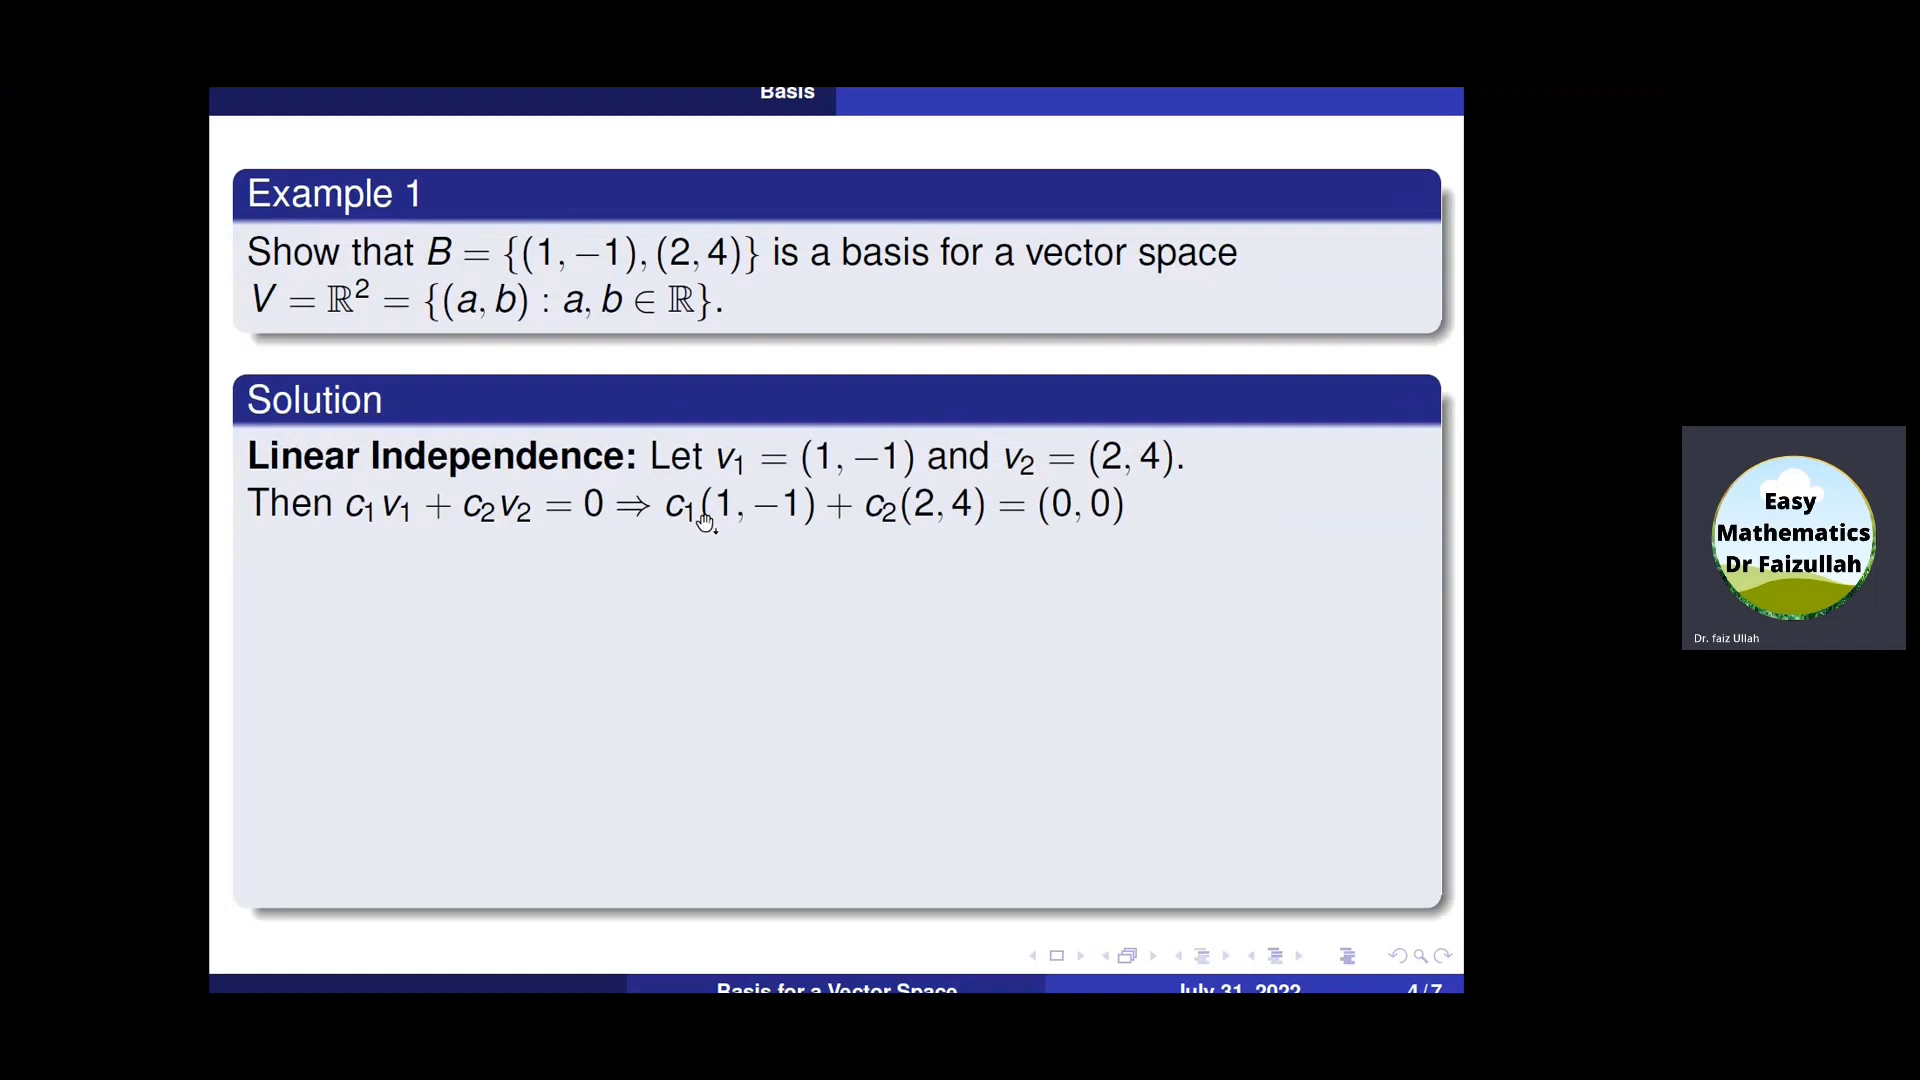 Basis
Example 1
Show that B = {(1, −1), (2, 4)} is a basis for a vector space
V = ℝ² = {(a, b) : a, b ∈ ℝ}.
Solution
Linear Independence: Let v₁ = (1, −1) and v₂ = (2, 4).
Then c₁v₁ + c₂v₂ = 0 ⇒ c₁(1, −1) + c₂(2, 4) = (0, 0)
Easy
Mathematics
Dr Faizullah
Dr. faiz Ullah
Basis for a Vector Space July 31, 2022 4 / 7